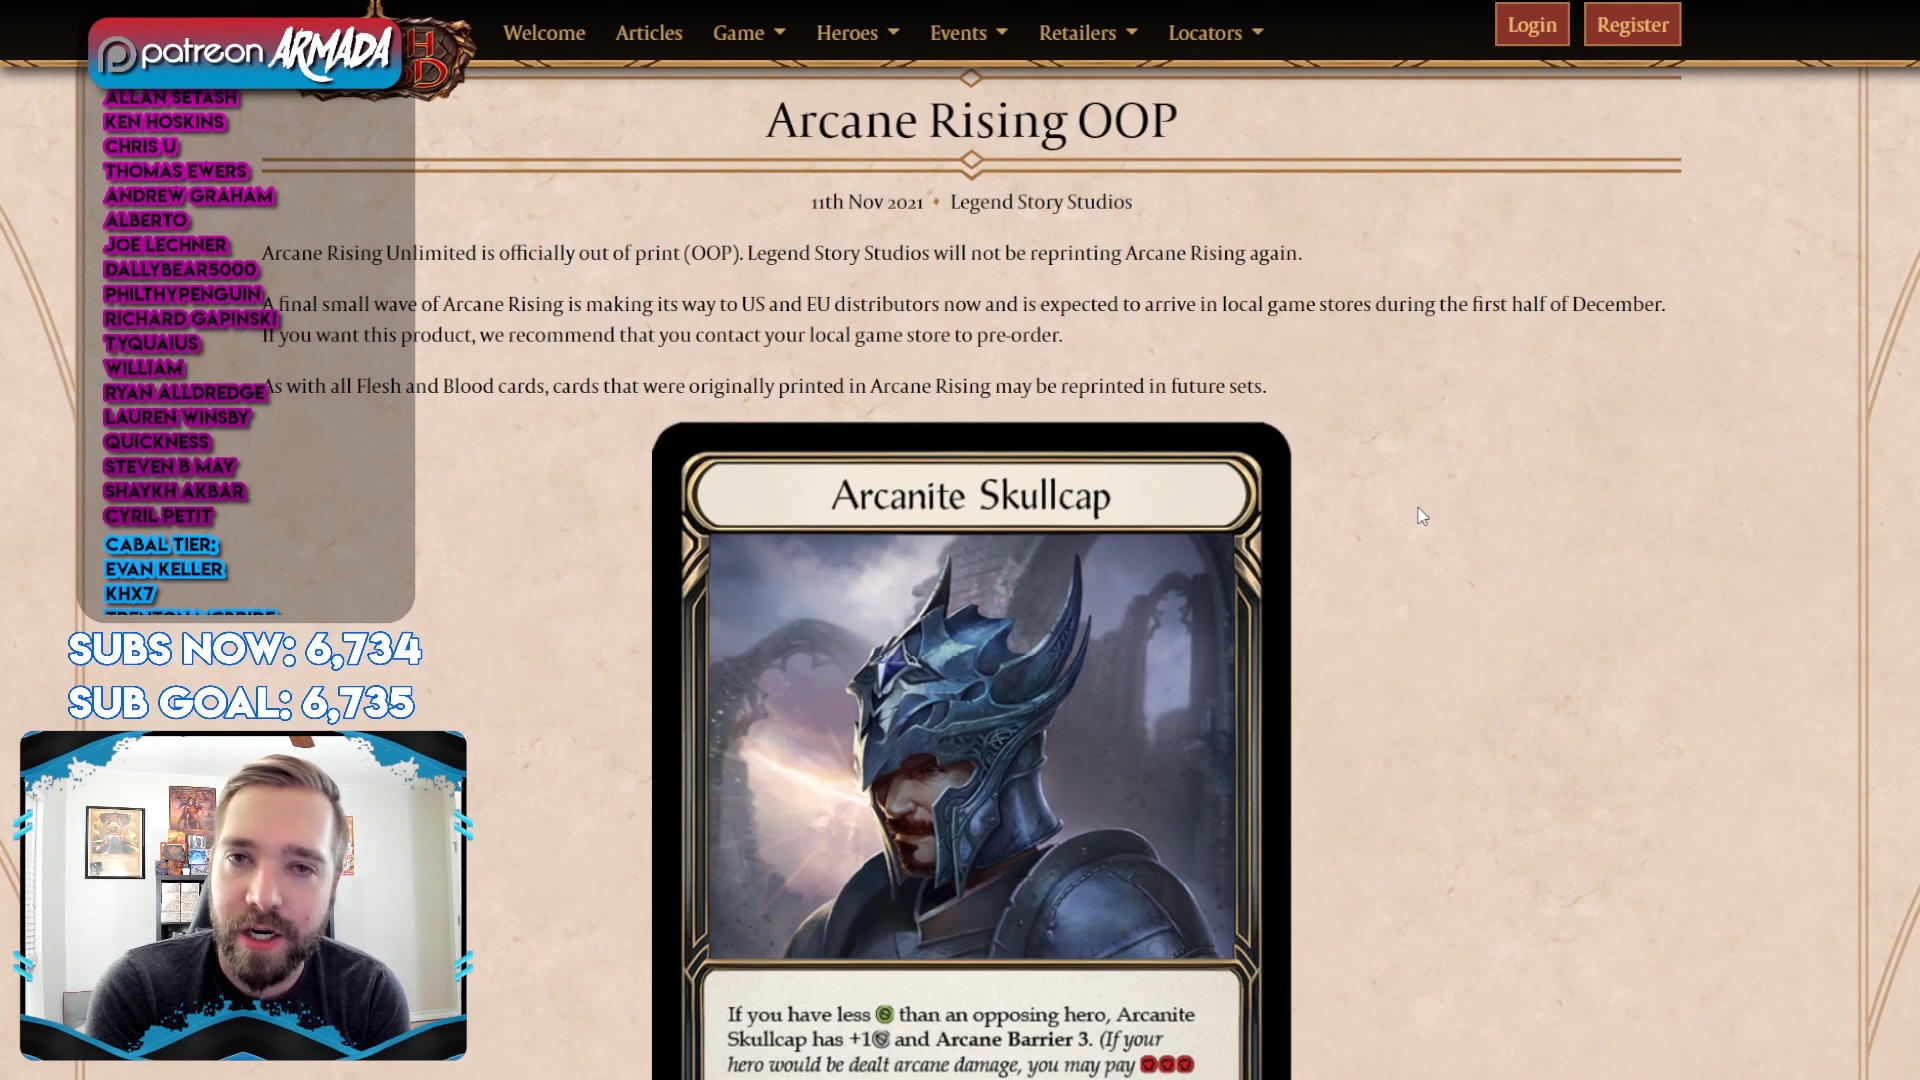 Welcome
Articles
Game
Heroes
Events
Retailers
Locators
Login
Register
patreon ARMADA
ALLAN SETASH
KEN HOSKINS
CHRIS U
THOMAS EWERS
ANDREW GRAHAM
ALBERTO
JOE LECHNER
DALLYBEAR5000
PHILTHYPENGUIN
RICHARD GAPINSKI
TYQUAIUS
WILLIAM
RYAN ALLDREDGE
LAUREN WINSBY
QUICKNESS
STEVEN B MAY
SHAYKH AKBAR
CYRIL PETIT
CABAL TIER:
EVAN KELLER
KHX7
SUBS NOW: 6,734
SUB GOAL: 6,735
Arcane Rising OOP
11th Nov 2021 • Legend Story Studios
Arcane Rising Unlimited is officially out of print (OOP). Legend Story Studios will not be reprinting Arcane Rising again.
A final small wave of Arcane Rising is making its way to US and EU distributors now and is expected to arrive in local game stores during the first half of December.
If you want this product, we recommend that you contact your local game store to pre-order.
As with all Flesh and Blood cards, cards that were originally printed in Arcane Rising may be reprinted in future sets.
Arcanite Skullcap
If you have less than an opposing hero, Arcanite
Skullcap has +1 and Arcane Barrier 3. (If your
hero would be dealt arcane damage, you may pay